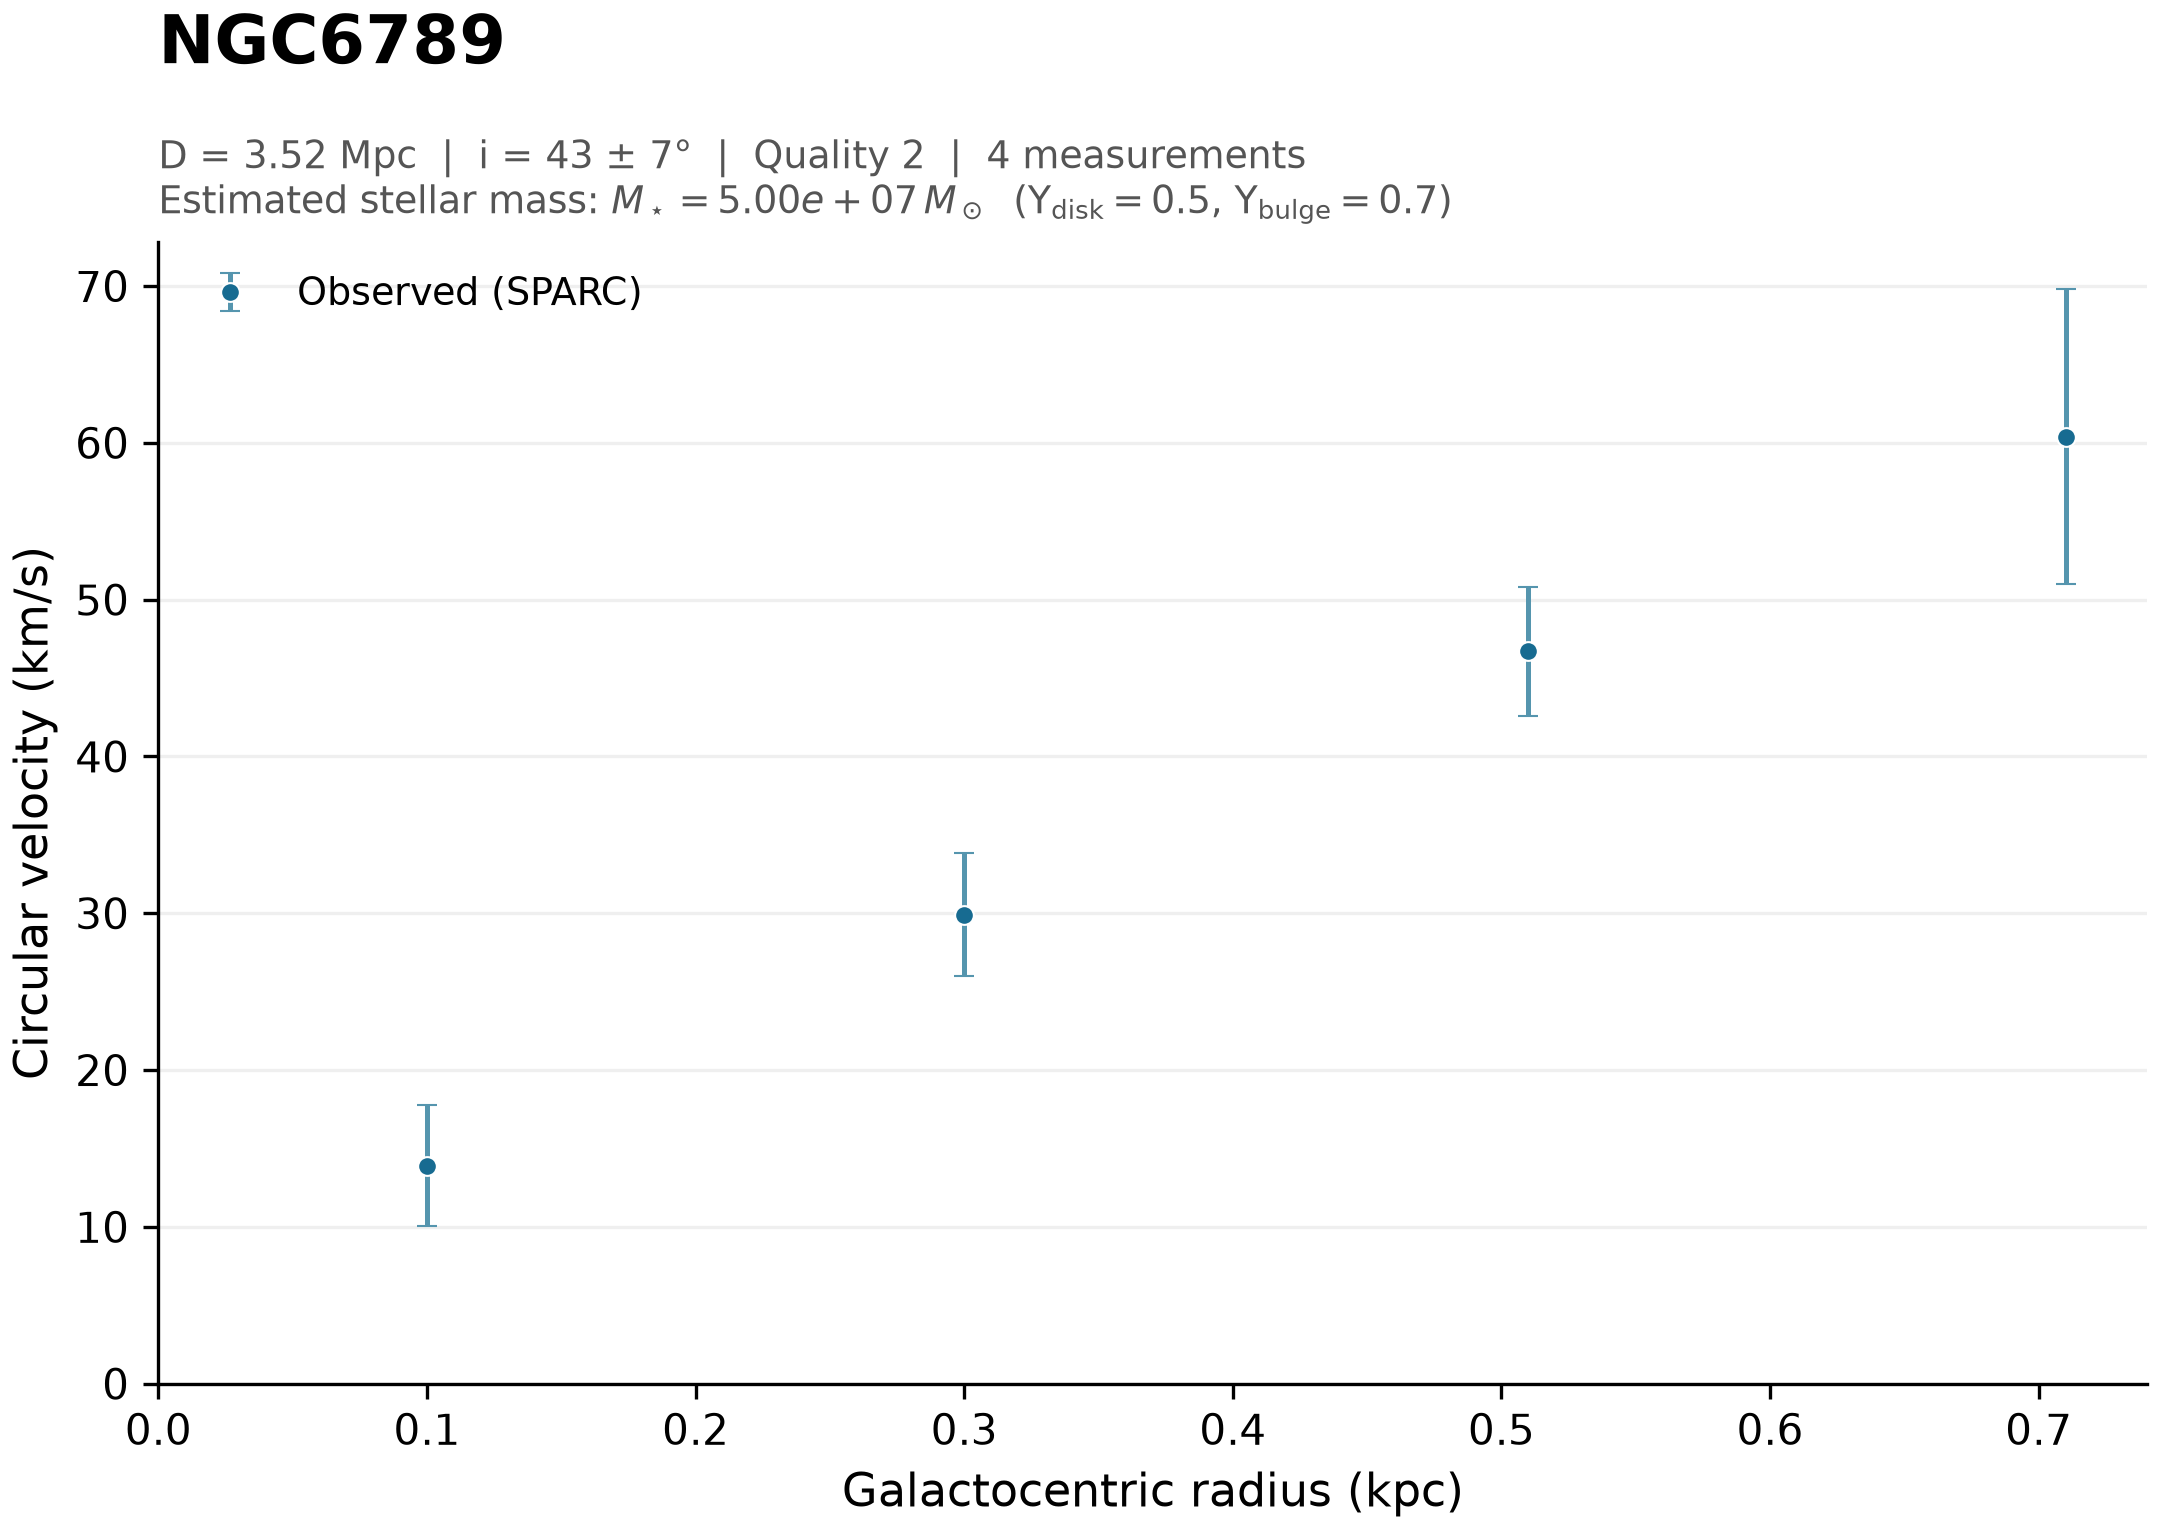 NGC6789
D = 3.52 Mpc | i = 43 ± 7° | Quality 2 | 4 measurements
Estimated stellar mass: M⋆ = 5.00e + 07 M⊙ (Υdisk = 0.5, Υbulge = 0.7)
Observed (SPARC)
70
60
50
40
30
20
10
0
Circular velocity (km/s)
0.0 0.1 0.2 0.3 0.4 0.5 0.6 0.7
Galactocentric radius (kpc)